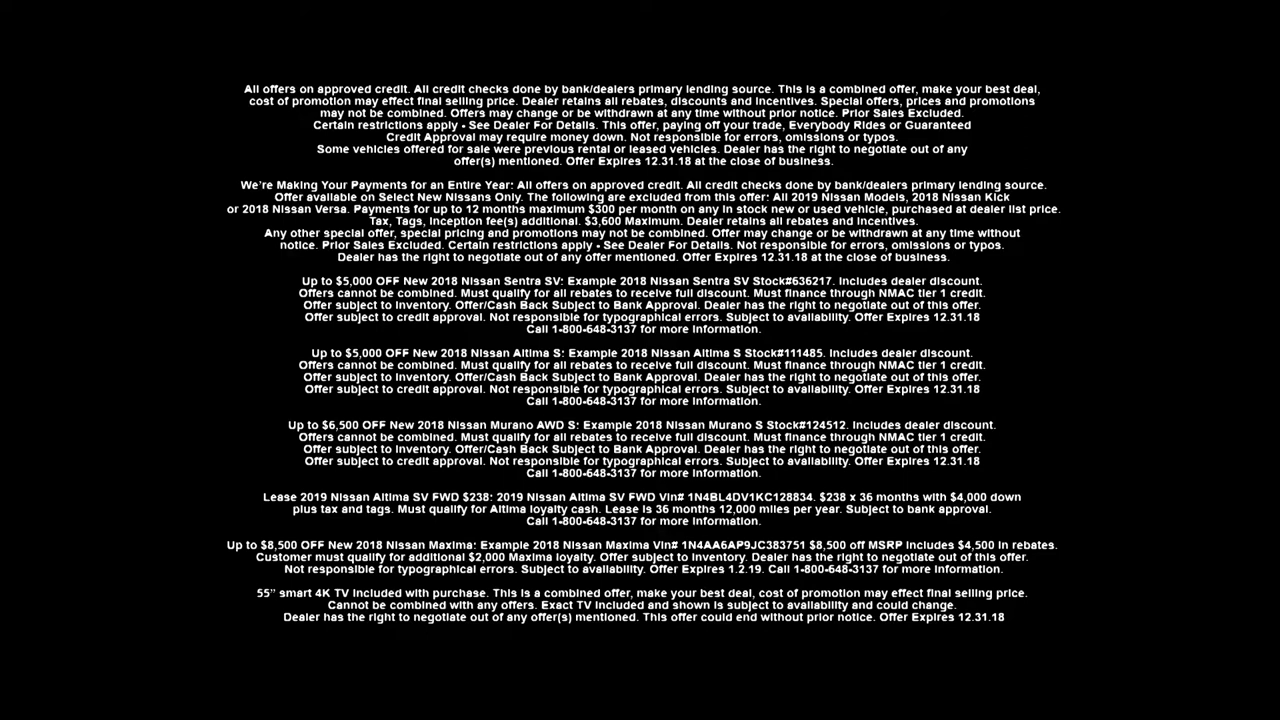 All offers on approved credit. All credit checks done by bank/dealers primary lending source. This is a combined offer, make your best deal,
cost of promotion may effect final selling price. Dealer retains all rebates, discounts and incentives. Special offers, prices and promotions
may not be combined. Offers may change or be withdrawn at any time without prior notice. Prior Sales Excluded.
Certain restrictions apply - See Dealer For Details. This offer, paying off your trade, Everybody Rides or Guaranteed
Credit Approval may require money down. Not responsible for errors, omissions or typos.
Some vehicles offered for sale were previous rental or leased vehicles. Dealer has the right to negotiate out of any
offer(s) mentioned. Offer Expires 12.31.18 at the close of business.
We're Making Your Payments for an Entire Year: All offers on approved credit. All credit checks done by bank/dealers primary lending source.
Offer available on Select New Nissans Only. The following are excluded from this offer: All 2019 Nissan Models, 2018 Nissan Kick
or 2018 Nissan Versa. Payments for up to 12 months maximum $300 per month on any in stock new or used vehicle, purchased at dealer list price.
Tax, Tags, Inception fee(s) additional. $3,600 Maximum. Dealer retains all rebates and incentives.
Any other special offer, special pricing and promotions may not be combined. Offer may change or be withdrawn at any time without
notice. Prior Sales Excluded. Certain restrictions apply - See Dealer For Details. Not responsible for errors, omissions or typos.
Dealer has the right to negotiate out of any offer mentioned. Offer Expires 12.31.18 at the close of business.
Up to $5,000 OFF New 2018 Nissan Sentra SV: Example 2018 Nissan Sentra SV Stock#636217. Includes dealer discount.
Offers cannot be combined. Must qualify for all rebates to receive full discount. Must finance through NMAC tier 1 credit.
Offer subject to inventory. Offer/Cash Back Subject to Bank Approval. Dealer has the right to negotiate out of this offer.
Offer subject to credit approval. Not responsible for typographical errors. Subject to availability. Offer Expires 12.31.18
Call 1-800-648-3137 for more information.
Up to $5,000 OFF New 2018 Nissan Altima S: Example 2018 Nissan Altima S Stock#111485. Includes dealer discount.
Offers cannot be combined. Must qualify for all rebates to receive full discount. Must finance through NMAC tier 1 credit.
Offer subject to inventory. Offer/Cash Back Subject to Bank Approval. Dealer has the right to negotiate out of this offer.
Offer subject to credit approval. Not responsible for typographical errors. Subject to availability. Offer Expires 12.31.18
Call 1-800-648-3137 for more information.
Up to $6,500 OFF New 2018 Nissan Murano AWD S: Example 2018 Nissan Murano S Stock#124512. Includes dealer discount.
Offers cannot be combined. Must qualify for all rebates to receive full discount. Must finance through NMAC tier 1 credit.
Offer subject to inventory. Offer/Cash Back Subject to Bank Approval. Dealer has the right to negotiate out of this offer.
Offer subject to credit approval. Not responsible for typographical errors. Subject to availability. Offer Expires 12.31.18
Call 1-800-648-3137 for more information.
Lease 2019 Nissan Altima SV FWD $238: 2019 Nissan Altima SV FWD Vin# 1N4BL4DV1KC128834. $238 x 36 months with $4,000 down
plus tax and tags. Must qualify for Altima loyalty cash. Lease is 36 months 12,000 miles per year. Subject to bank approval.
Call 1-800-648-3137 for more information.
Up to $8,500 OFF New 2018 Nissan Maxima: Example 2018 Nissan Maxima Vin# 1N4AA6AP9JC383751 $8,500 off MSRP includes $4,500 in rebates.
Customer must qualify for additional $2,000 Maxima loyalty. Offer subject to inventory. Dealer has the right to negotiate out of this offer.
Not responsible for typographical errors. Subject to availability. Offer Expires 1.2.19. Call 1-800-648-3137 for more information.
55” smart 4K TV included with purchase. This is a combined offer, make your best deal, cost of promotion may effect final selling price.
Cannot be combined with any offers. Exact TV included and shown is subject to availability and could change.
Dealer has the right to negotiate out of any offer(s) mentioned. This offer could end without prior notice. Offer Expires 12.31.18